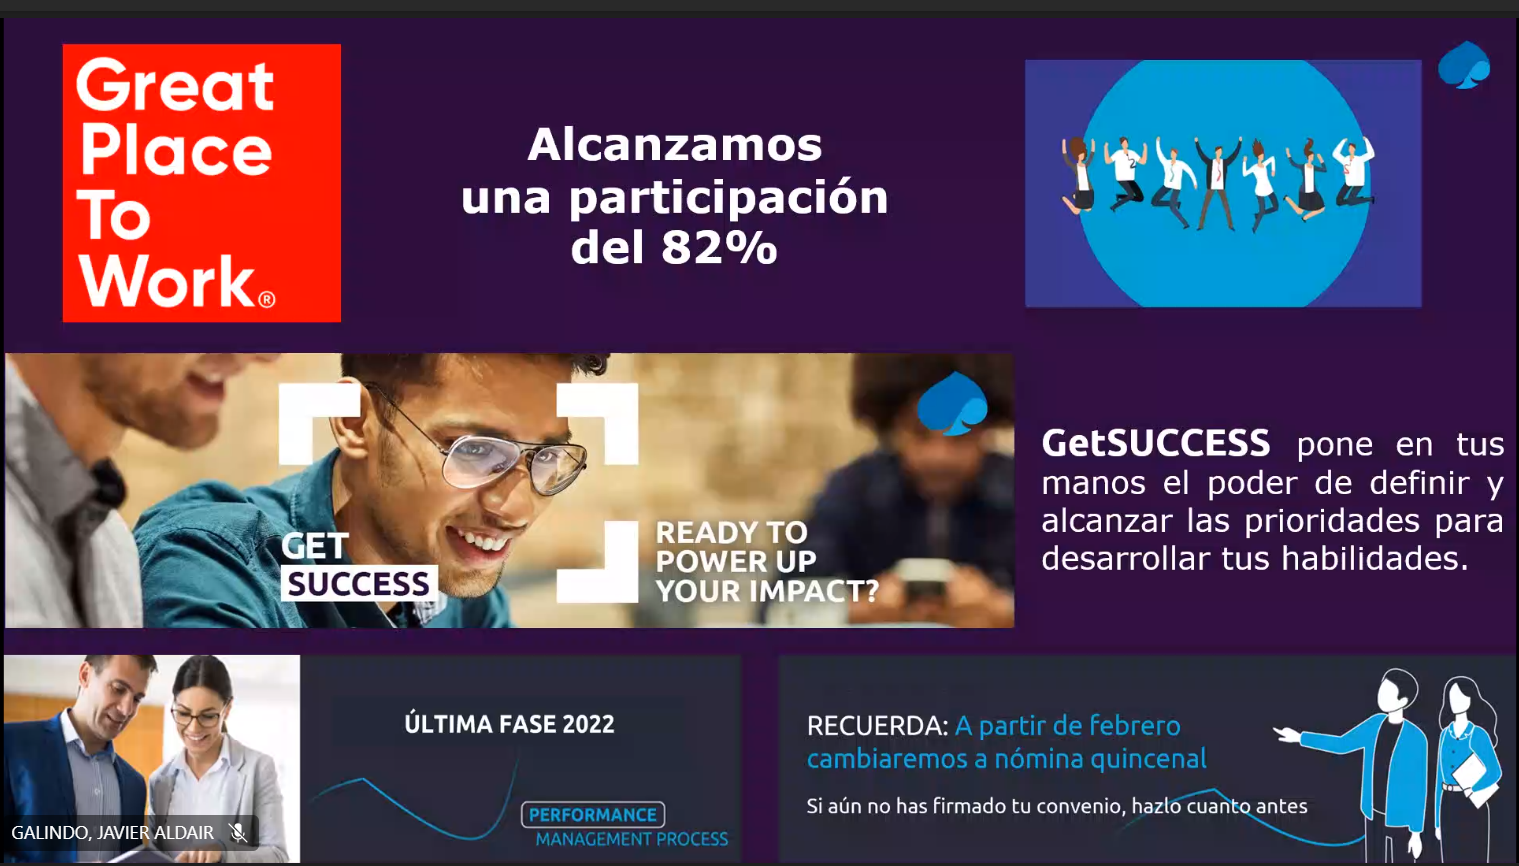 Great
Place
To
Work®
Alcanzamos
una participación
del 82%
GET
SUCCESS
READY TO
POWER UP
YOUR IMPACT?
GetSUCCESS pone en tus
manos el poder de definir y
alcanzar las prioridades para
desarrollar tus habilidades.
ÚLTIMA FASE 2022
PERFORMANCE
MANAGEMENT PROCESS
RECUERDA: A partir de febrero
cambiaremos a nómina quincenal
Si aún no has firmado tu convenio, hazlo cuanto antes
GALINDO, JAVIER ALDAIR